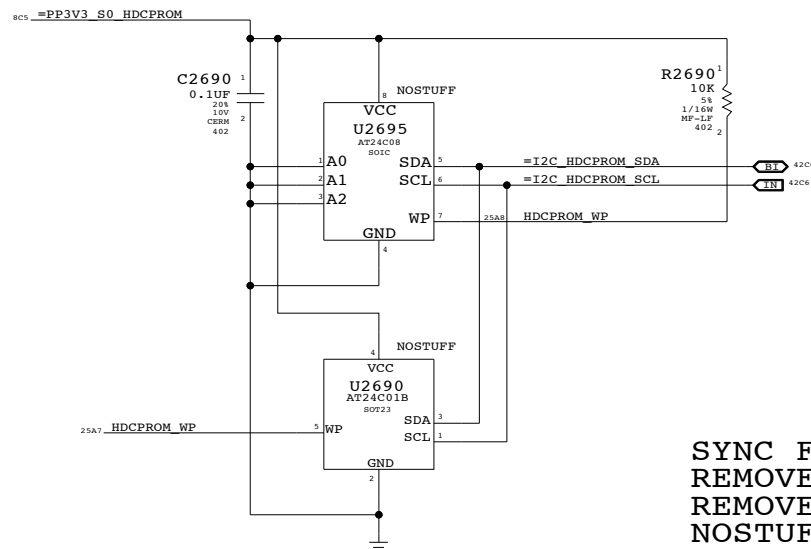 8C5 =PP3V3_S0_HDCPROM
C2690 1
0.1UF
20%
10V
CERM 2
402
8 NOSTUFF
VCC
U2695
AT24C08
SOIC
1 A0
2 A1
3 A2
SDA 5 =I2C_HDCPROM_SDA
SCL 6 =I2C_HDCPROM_SCL
WP 7 25A8 HDCPROM_WP
GND
4
R2690 1
10K
5%
1/16W
MF-LF
402 2
BI 42C6
IN 42C6
NOSTUFF
4
VCC
U2690
AT24C01B
SOT23
25A7 HDCPROM_WP 5 WP
SDA 3
SCL 1
GND
2
SYNC F
REMOVE
REMOVE
NOSTUF